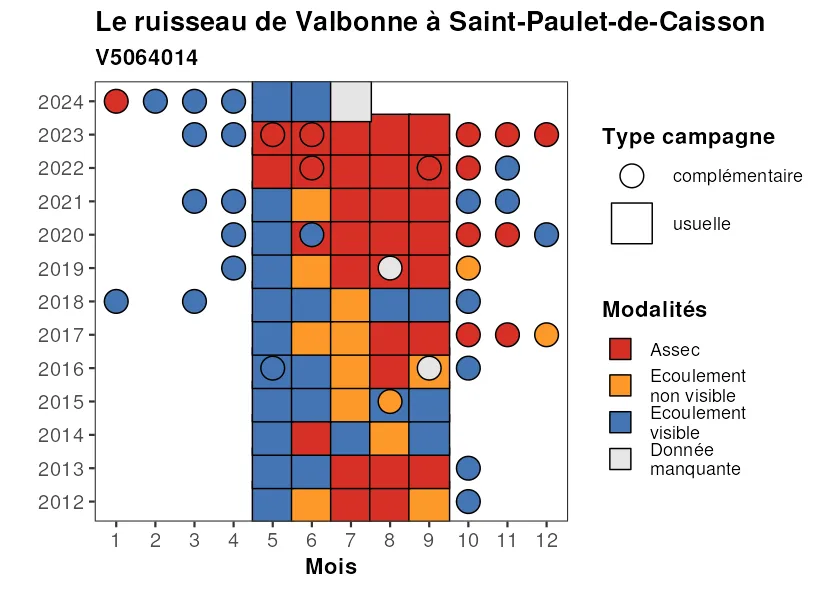 Le ruisseau de Valbonne à Saint-Paulet-de-Caisson
V5064014
2024
2023
2022
2021
2020
2019
2018
2017
2016
2015
2014
2013
2012
1 2 3 4 5 6 7 8 9 10 11 12
Mois
Type campagne
complémentaire
usuelle
Modalités
Assec
Ecoulement
non visible
Ecoulement
visible
Donnée
manquante